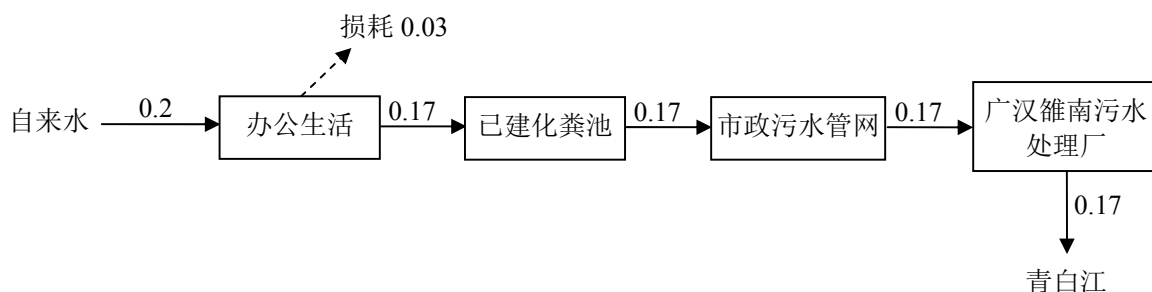 损耗 0.03
自来水
0.2
办公生活
0.17
已建化粪池
0.17
市政污水管网
0.17
广汉雒南污水
处理厂
0.17
青白江